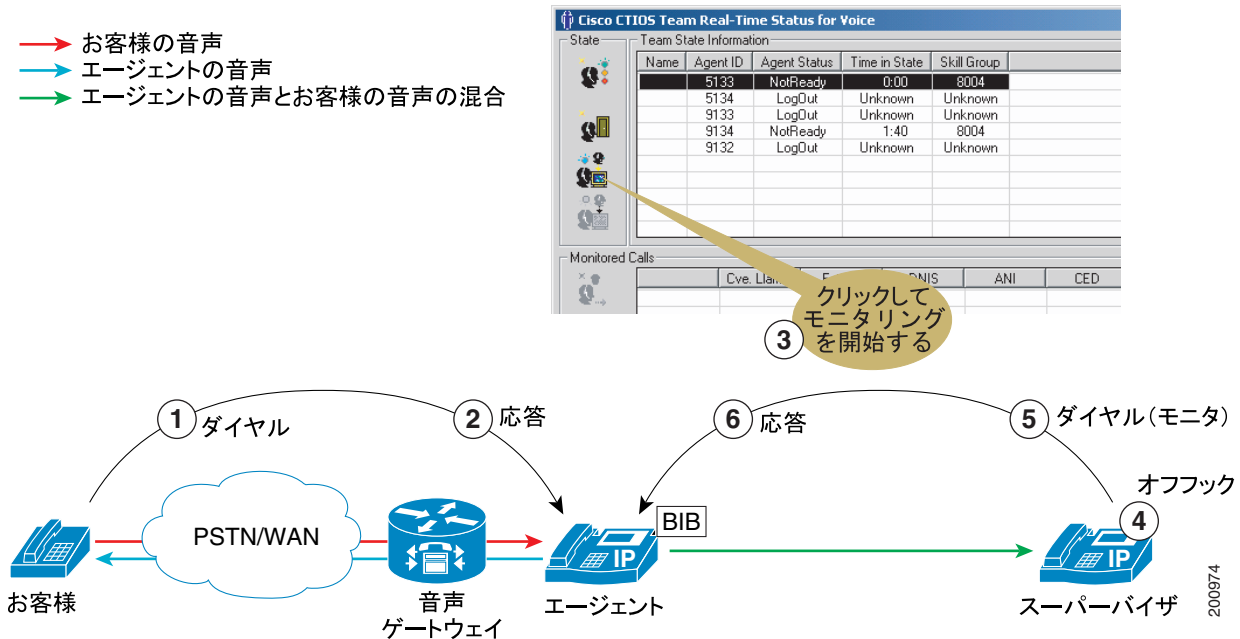 お客様の音声
エージェントの音声
エージェントの音声とお客様の音声の混合
Cisco CTIOS Team Real-Time Status for Voice
State
Team State Information
Name Agent ID Agent Status Time in State Skill Group
5133 NotReady 0:00 8004
5134 LogOut Unknown Unknown
9133 LogOut Unknown Unknown
9134 NotReady 1:40 8004
9132 LogOut Unknown Unknown
Monitored Calls
Cve. DNIS ANI CED
クリックして
モニタリング
を開始する
3
1 ダイヤル
2 応答
6 応答
5 ダイヤル(モニタ)
オフフック
4
PSTN/WAN
BIB
IP
IP
お客様
音声
ゲートウェイ
エージェント
スーパーバイザ
200974